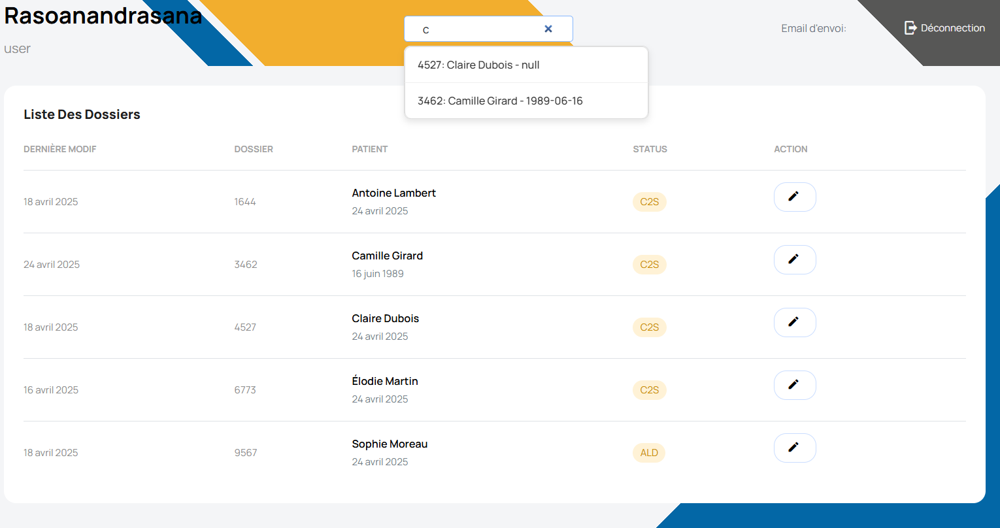 Rasoanandrasana
user
C
Email d'envoi:
Déconnection
4527: Claire Dubois - null
3462: Camille Girard - 1989-06-16
Liste Des Dossiers
DERNIÈRE MODIF DOSSIER PATIENT STATUS ACTION
18 avril 2025 1644 Antoine Lambert C2S
24 avril 2025
24 avril 2025 3462 Camille Girard C2S
16 juin 1989
18 avril 2025 4527 Claire Dubois C2S
24 avril 2025
16 avril 2025 6773 Élodie Martin C2S
24 avril 2025
18 avril 2025 9567 Sophie Moreau ALD
24 avril 2025